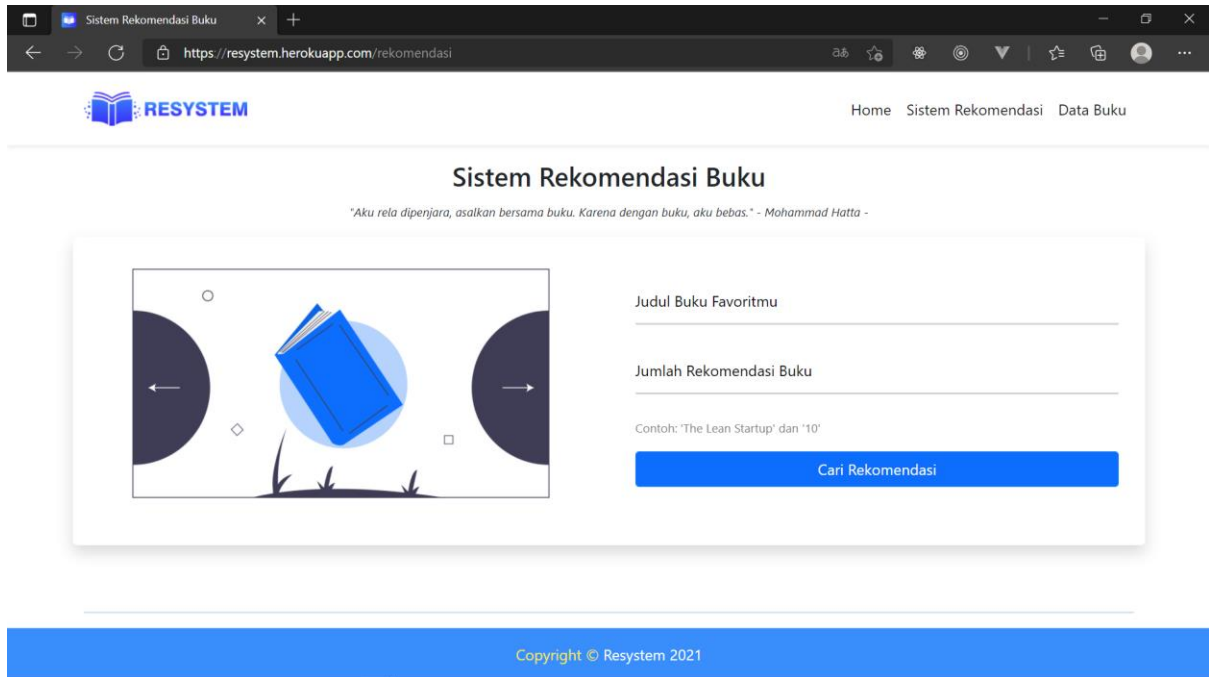 Sistem Rekomendasi Buku
https://resystem.herokuapp.com/rekomendasi
RESYSTEM
Home Sistem Rekomendasi Data Buku
Sistem Rekomendasi Buku
"Aku rela dipenjara, asalkan bersama buku. Karena dengan buku, aku bebas." - Mohammad Hatta -
Judul Buku Favoritmu
Jumlah Rekomendasi Buku
Contoh: 'The Lean Startup' dan '10'
Cari Rekomendasi
Copyright © Resystem 2021